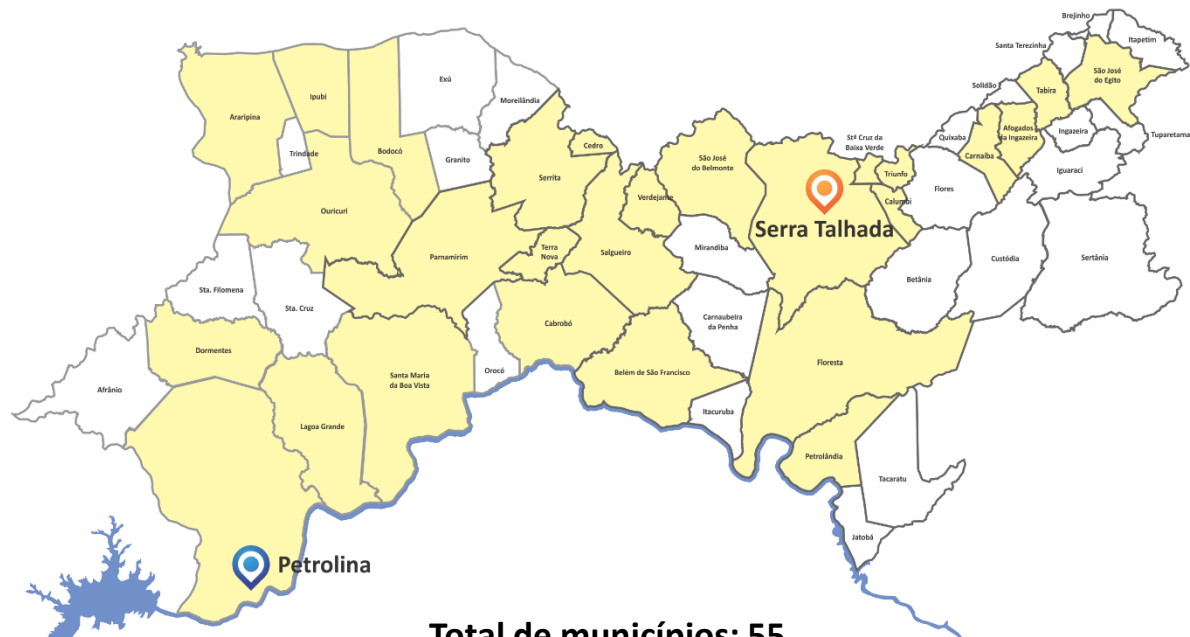 Brejinho
Itapetim
Santa Terezinha
São José
do Egito
Exú
Solidão
Tabira
Moreilândia
Ipubi
Araripina
Afogados
da Ingazeira
Ingazeira
Tuparetama
Stª Cruz da
Baixa Verde
Quixaba
Cedro
Trindade
Bodocó
Granito
Carnaíba
São José
do Belmonte
Iguaraci
Serrita
Triunfo
Flores
Verdejante
Calumbi
Ouricuri
Serra Talhada
Mirandiba
Terra
Nova
Salgueiro
Parnamirim
Custódia
Sertânia
Betânia
Sta. Filomena
Sta. Cruz
Carnaubeira
da Penha
Cabrobó
Dormentes
Floresta
Orocó
Belém de São Francisco
Santa Maria
da Boa Vista
Afrânio
Itacuruba
Lagoa Grande
Petrolândia
Tacaratu
Jatobá
Petrolina
Total de municípios: 55